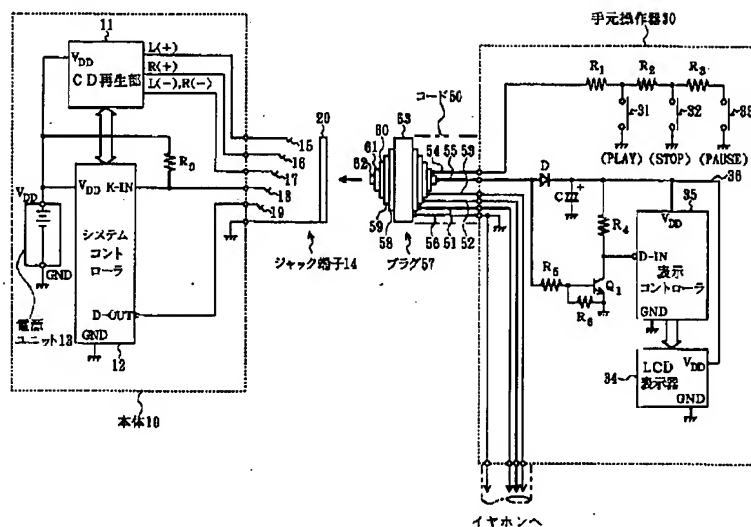 手元操作器30
11
VDD
CD再生部
L(+)
R(+)
L(-),R(-)
R0
VDD
K-IN
VDD
GND
システム
コント
ローラ
D-OUT
GND
電源
ユニット13
12
本体10
15
16
17
18
19
20
ジャック端子14
コード50
53
60
61
62
59
58
54
55
53
52
51
56
プラグ57
R1
R2
R3
31
32
33
(PLAY)
(STOP)
(PAUSE)
D
C
+
36
35
R4
VDD
D-IN
表示
コントローラ
GND
R5
Q1
R6
34
LCD
表示器
VDD
GND
イヤホンへ